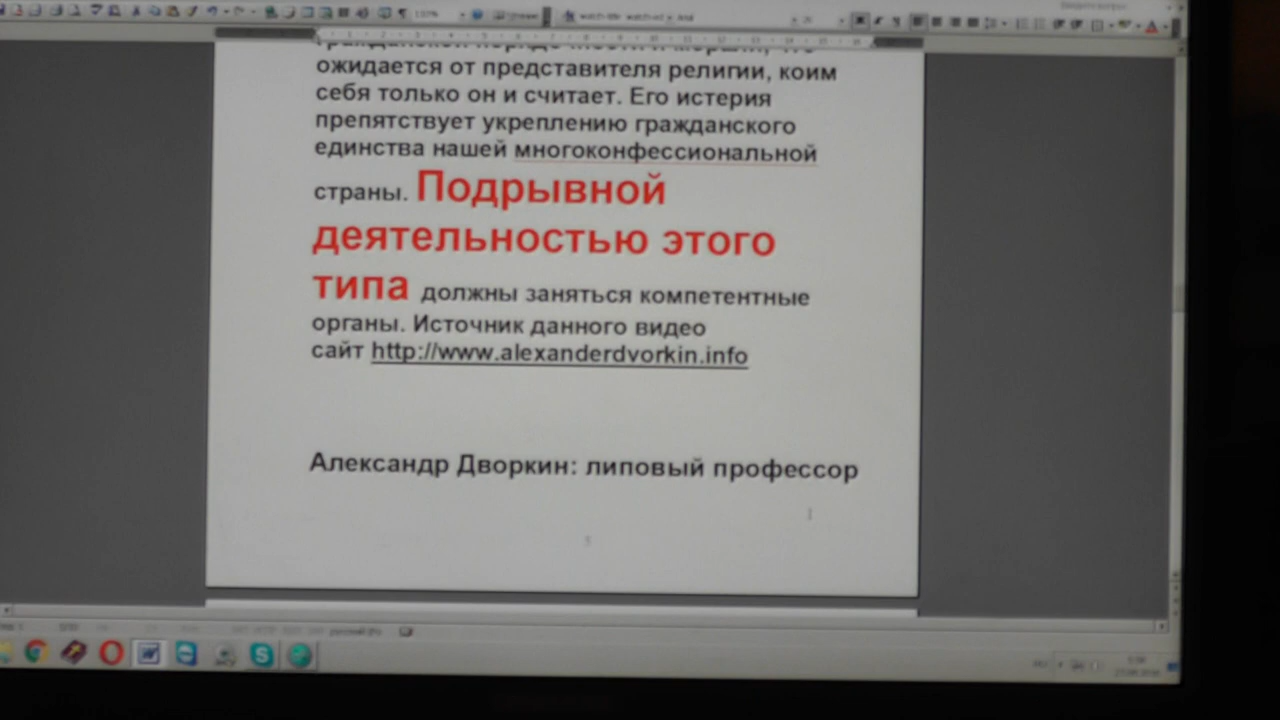 ожидается от представителя религии, коим
себя только он и считает. Его истерия
препятствует укреплению гражданского
единства нашей многоконфессиональной
страны. Подрывной
деятельностью этого
типа должны заняться компетентные
органы. Источник данного видео
сайт http://www.alexanderdvorkin.info
Александр Дворкин: липовый профессор